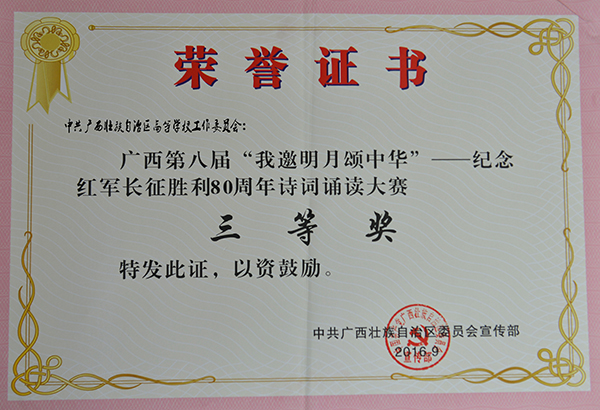 荣誉证书
中共广西壮族自治区高等学校工作委员会：
广西第八届“我邀明月颂中华”——纪念
红军长征胜利80周年诗词诵读大赛
三等奖
特发此证，以资鼓励。
中共广西壮族自治区委员会宣传部
2016.9
宣传部